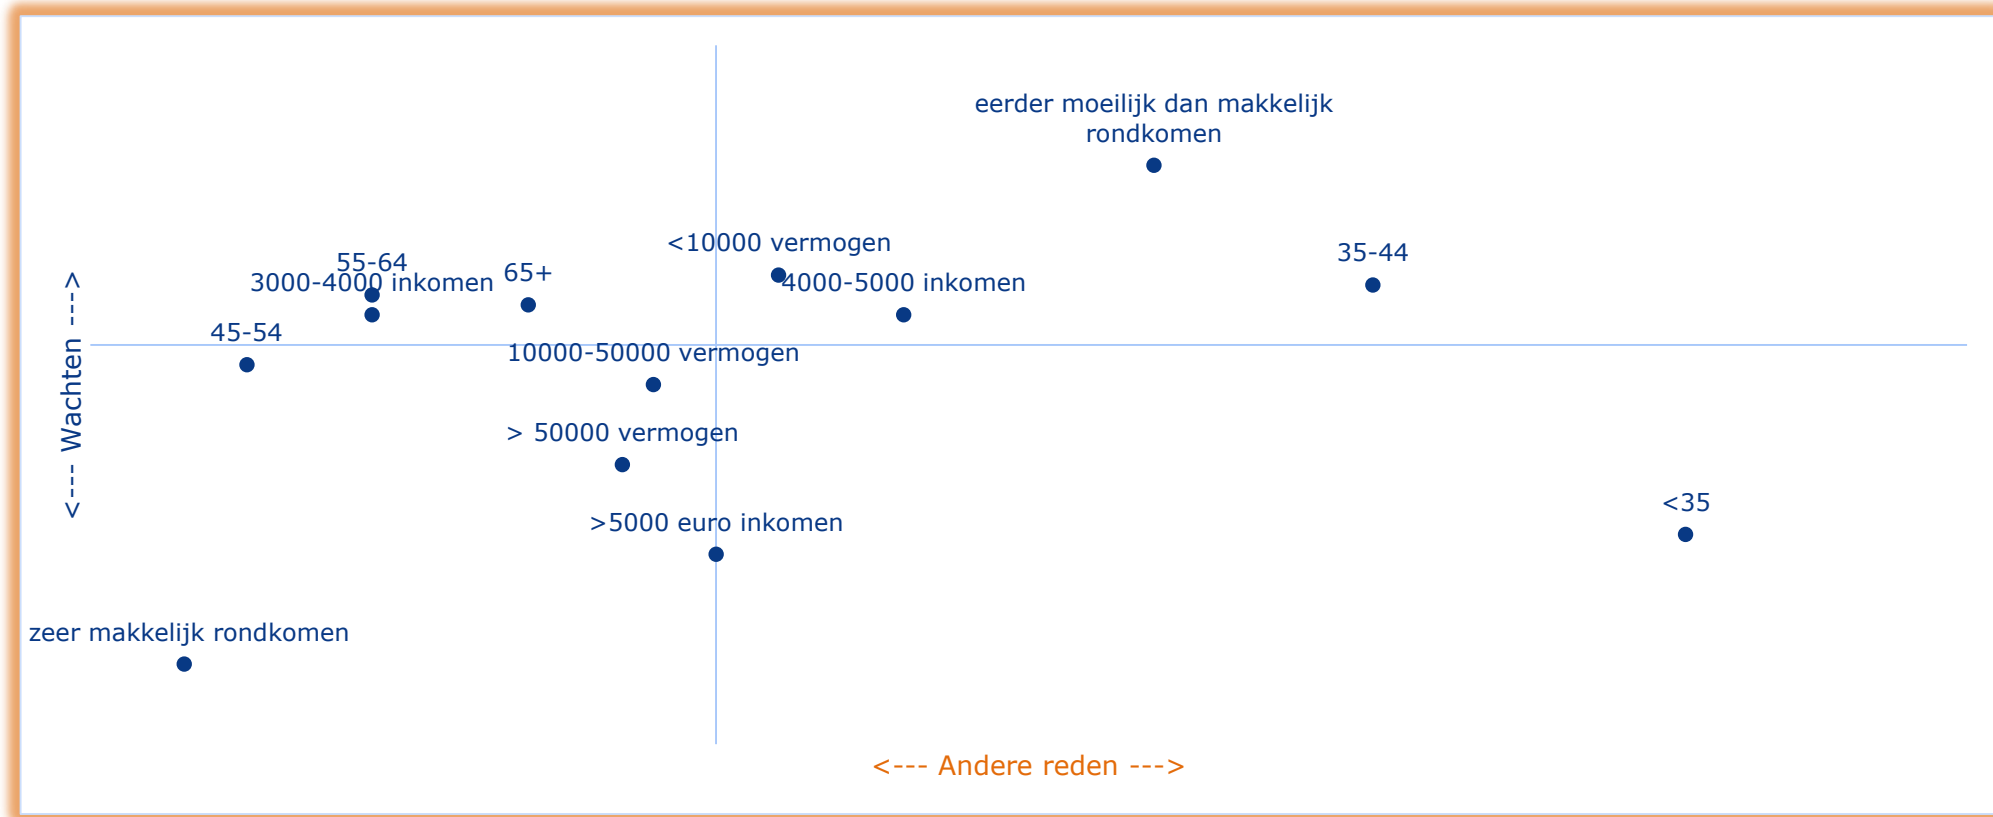 eerder moeilijk dan makkelijk
rondkomen
<10000 vermogen
35-44
55-64
65+
3000-4000 inkomen
4000-5000 inkomen
45-54
10000-50000 vermogen
> 50000 vermogen
<35
>5000 euro inkomen
zeer makkelijk rondkomen
<--- Wachten --->
<--- Andere reden --->